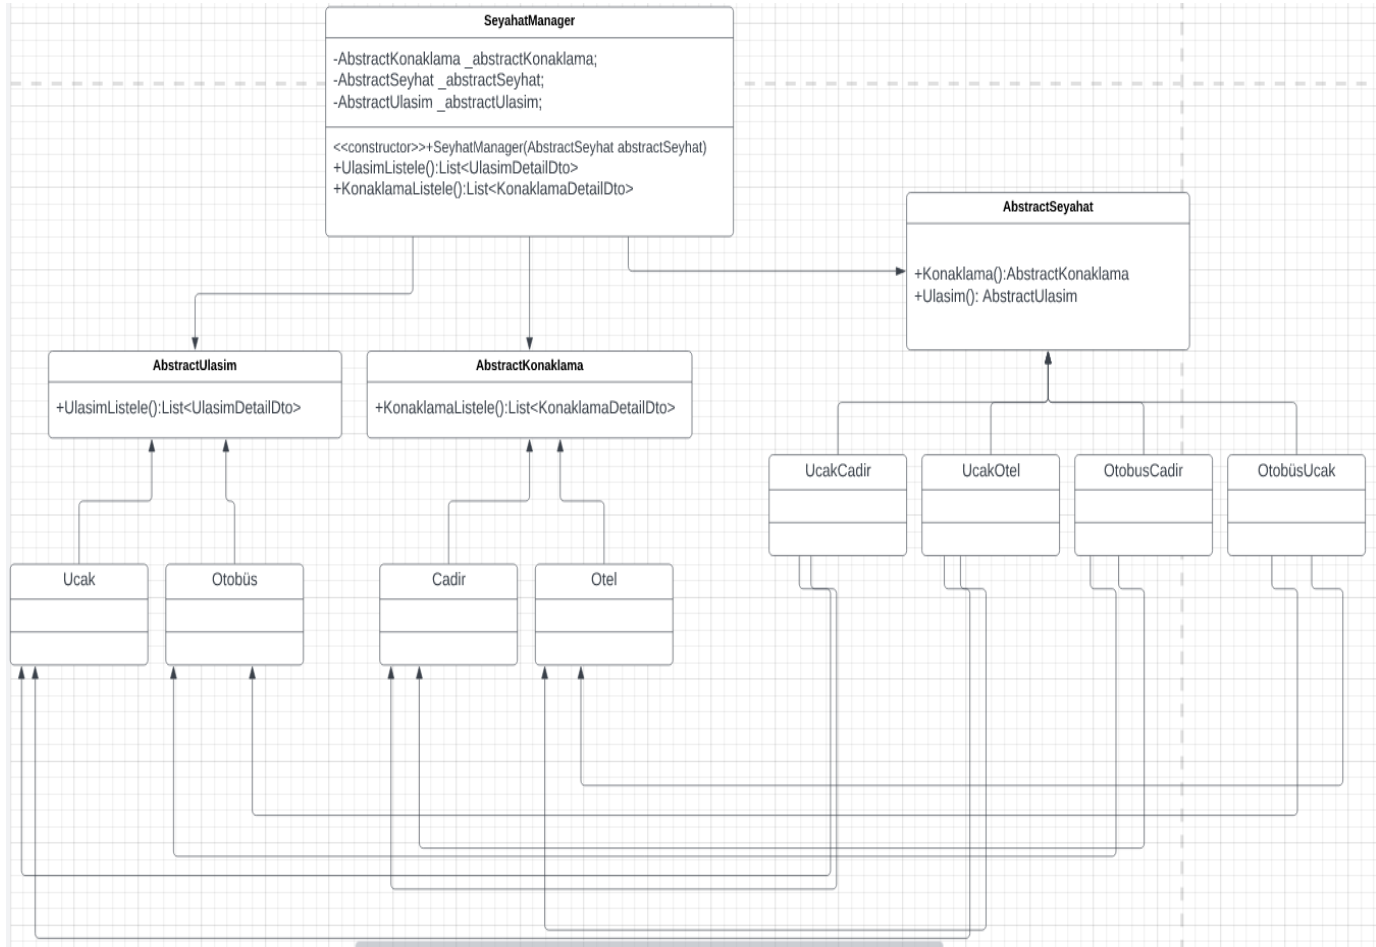 SeyahatManager
-AbstractKonaklama _abstractKonaklama;
-AbstractSeyhat _abstractSeyhat;
-AbstractUlasim _abstractUlasim;
<<constructor>>+SeyhatManager(AbstractSeyhat abstractSeyhat)
+UlasimListele():List<UlasimDetailDto>
+KonaklamaListele():List<KonaklamaDetailDto>
AbstractSeyahat
+Konaklama():AbstractKonaklama
+Ulasim(): AbstractUlasim
AbstractUlasim
+UlasimListele():List<UlasimDetailDto>
AbstractKonaklama
+KonaklamaListele():List<KonaklamaDetailDto>
UcakCadir
UcakOtel
OtobusCadir
OtobüsUcak
Ucak
Otobüs
Cadir
Otel